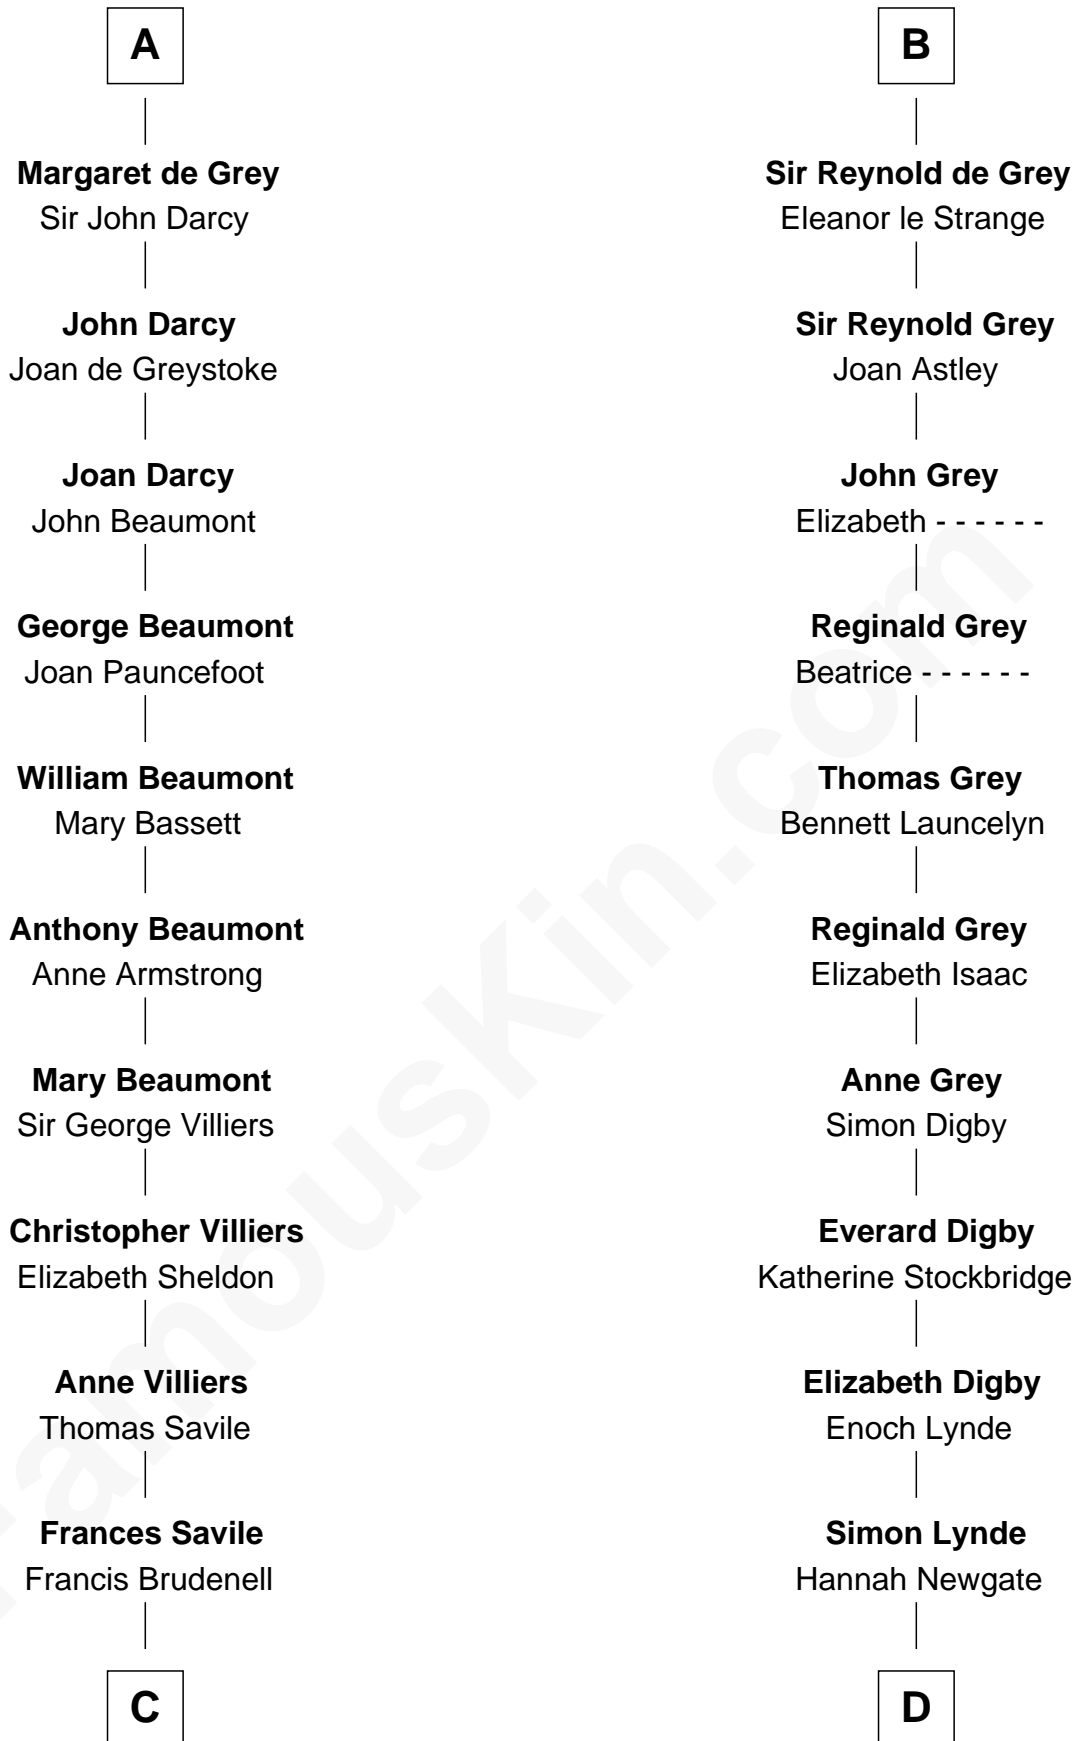 A
Margaret de Grey
Sir John Darcy
John Darcy
Joan de Greystoke
Joan Darcy
John Beaumont
George Beaumont
Joan Pauncefoot
William Beaumont
Mary Bassett
Anthony Beaumont
Anne Armstrong
Mary Beaumont
Sir George Villiers
Christopher Villiers
Elizabeth Sheldon
Anne Villiers
Thomas Savile
Frances Savile
Francis Brudenell
C
B
Sir Reynold de Grey
Eleanor le Strange
Sir Reynold Grey
Joan Astley
John Grey
Elizabeth - - - - - -
Reginald Grey
Beatrice - - - - - -
Thomas Grey
Bennett Launcelyn
Reginald Grey
Elizabeth Isaac
Anne Grey
Simon Digby
Everard Digby
Katherine Stockbridge
Elizabeth Digby
Enoch Lynde
Simon Lynde
Hannah Newgate
D
FamousKin.com